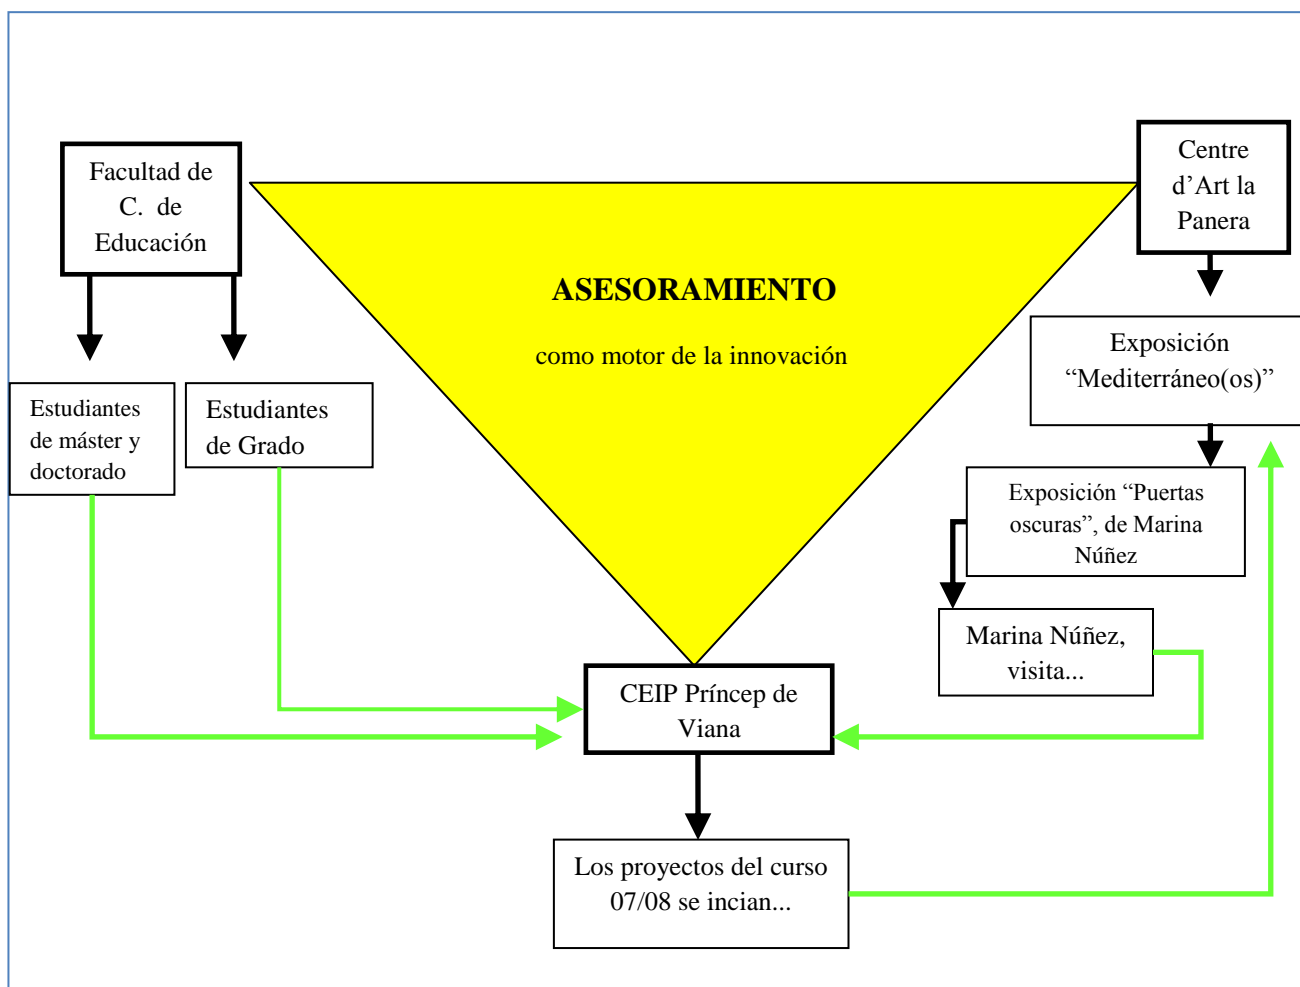 Facultad de
C. de
Educación
Centre
d’Art la
Panera
ASESORAMIENTO
como motor de la innovación
Exposición
“Mediterráneo(os)”
Estudiantes
de máster y
doctorado
Estudiantes
de Grado
Exposición “Puertas
oscuras”, de Marina
Núñez
Marina Núñez,
visita...
CEIP Príncep de
Viana
Los proyectos del curso
07/08 se incian...